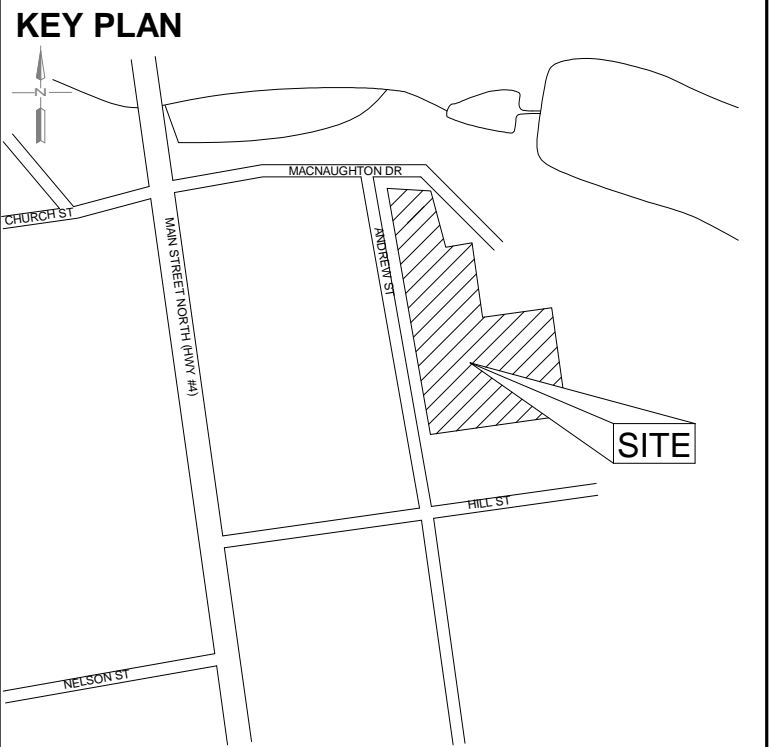 KEY PLAN
N
MACNAUGHTON DR
CHURCH ST
MAIN STREET NORTH (HWY #4)
ANDREW ST
SITE
HILL ST
NELSON ST